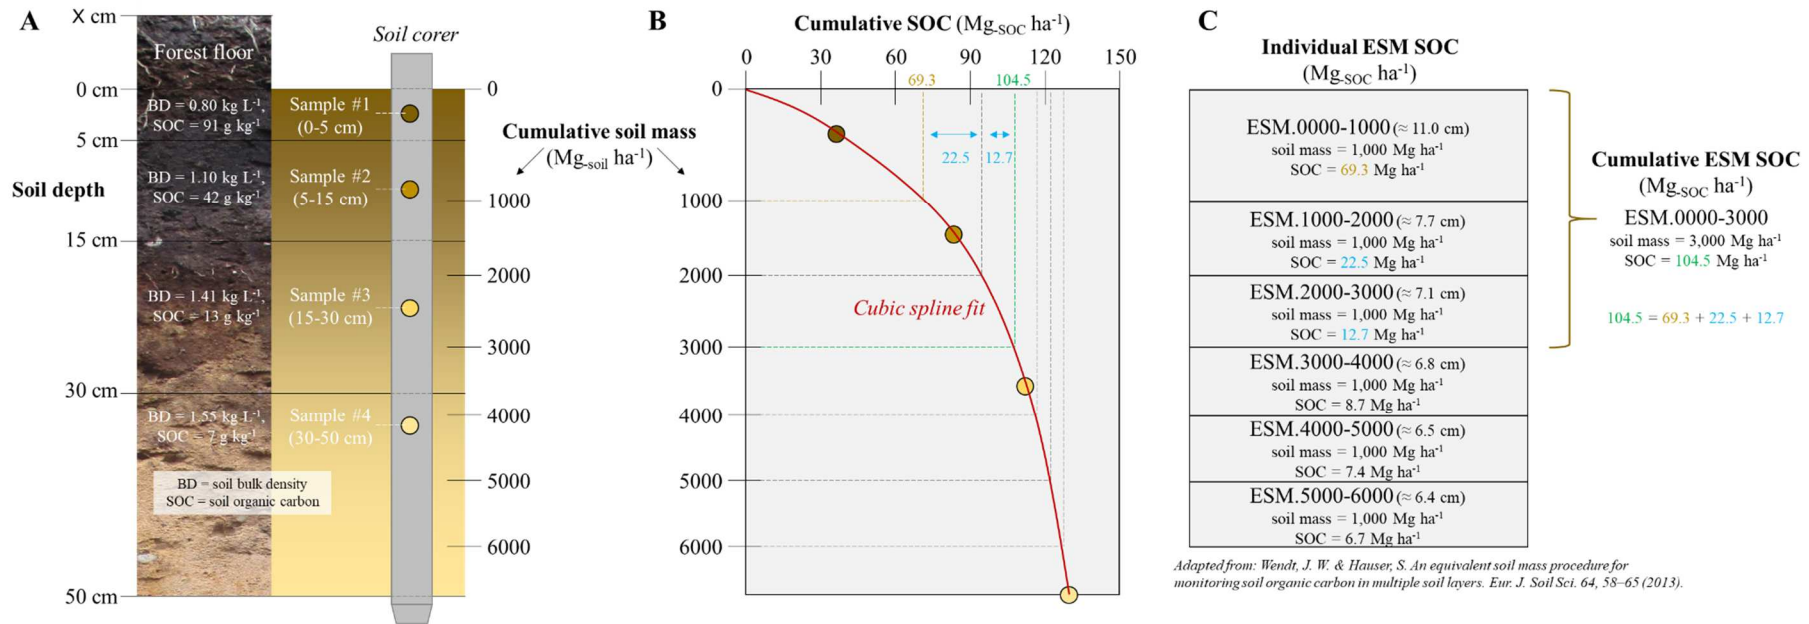 A
X cm
Forest floor
Soil corer
0 cm
BD = 0.80 kg L⁻¹,
SOC = 91 g kg⁻¹
Sample #1
(0-5 cm)
5 cm
BD = 1.10 kg L⁻¹,
SOC = 42 g kg⁻¹
Sample #2
(5-15 cm)
Soil depth
15 cm
BD = 1.41 kg L⁻¹,
SOC = 13 g kg⁻¹
Sample #3
(15-30 cm)
30 cm
BD = 1.55 kg L⁻¹,
SOC = 7 g kg⁻¹
Sample #4
(30-50 cm)
BD = soil bulk density
SOC = soil organic carbon
50 cm
0
1000
2000
3000
4000
5000
6000
Cumulative soil mass
(Mg-soil ha⁻¹)
B
Cumulative SOC (Mg-SOC ha⁻¹)
0 30 60 90 120 150
69.3 104.5
0
1000
2000
3000
4000
5000
6000
22.5 12.7
Cubic spline fit
C
Individual ESM SOC
(Mg-SOC ha⁻¹)
ESM.0000-1000 (≈ 11.0 cm)
soil mass = 1,000 Mg ha⁻¹
SOC = 69.3 Mg ha⁻¹
ESM.1000-2000 (≈ 7.7 cm)
soil mass = 1,000 Mg ha⁻¹
SOC = 22.5 Mg ha⁻¹
ESM.2000-3000 (≈ 7.1 cm)
soil mass = 1,000 Mg ha⁻¹
SOC = 12.7 Mg ha⁻¹
ESM.3000-4000 (≈ 6.8 cm)
soil mass = 1,000 Mg ha⁻¹
SOC = 8.7 Mg ha⁻¹
ESM.4000-5000 (≈ 6.5 cm)
soil mass = 1,000 Mg ha⁻¹
SOC = 7.4 Mg ha⁻¹
ESM.5000-6000 (≈ 6.4 cm)
soil mass = 1,000 Mg ha⁻¹
SOC = 6.7 Mg ha⁻¹
Cumulative ESM SOC
(Mg-SOC ha⁻¹)
ESM.0000-3000
soil mass = 3,000 Mg ha⁻¹
SOC = 104.5 Mg ha⁻¹
104.5 = 69.3 + 22.5 + 12.7
Adapted from: Wendt, J. W. & Hauser, S. An equivalent soil mass procedure for
monitoring soil organic carbon in multiple soil layers. Eur. J. Soil Sci. 64, 58–65 (2013).